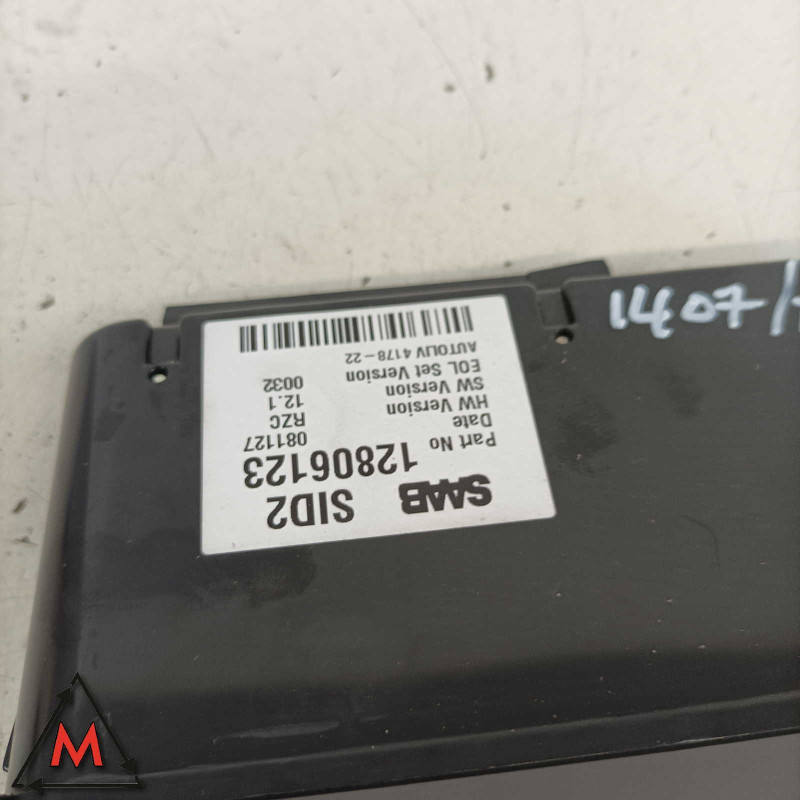 SAAB SID2
Part No 12806123
Date 081127
HW Version RZC
SW Version 12.1
EOL Set Version 0032
AUTOLIV 4178-22
1407/
M